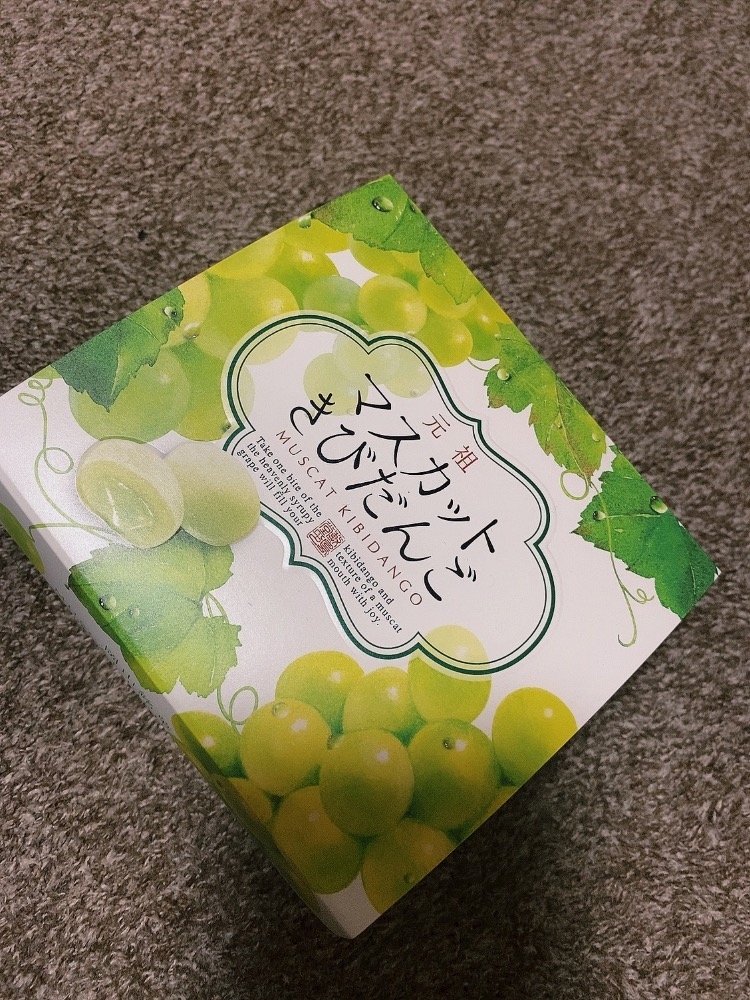 元祖
マスカット
きびだんご
MUSCAT KIBIDANGO
Take one bite of the
the heavenly syrupy
grape will fill your
kibidango and
texture of a muscat
mouth with joy.